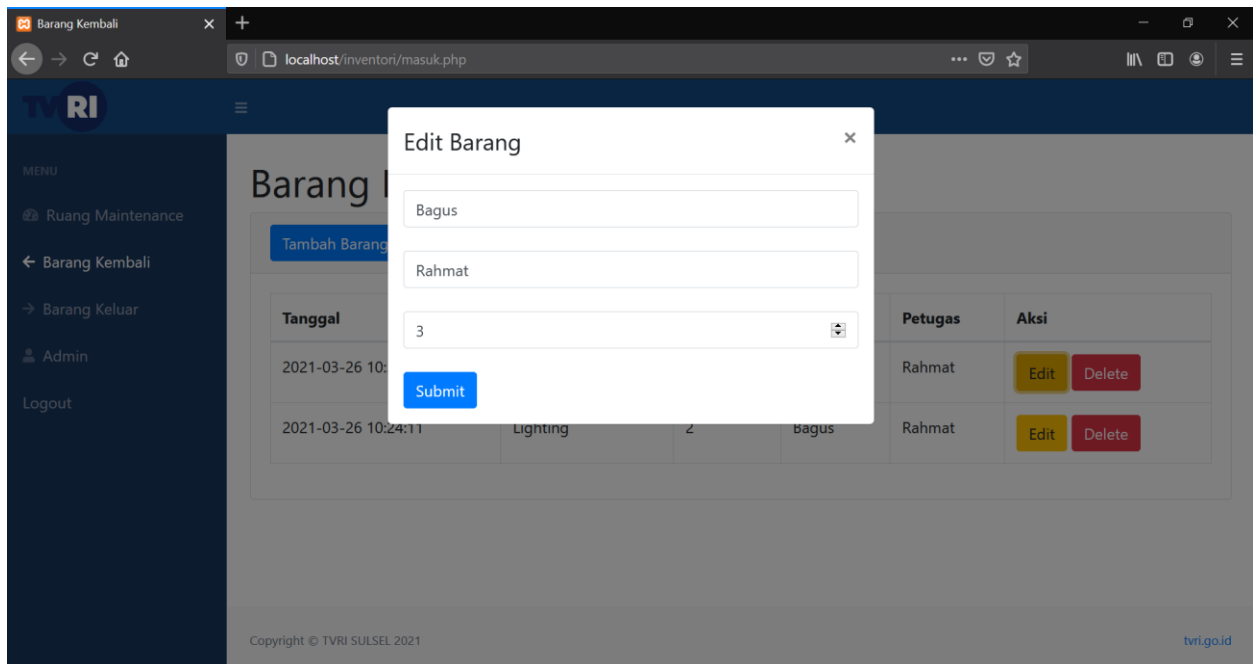 Barang Kembali
localhost/inventori/masuk.php
TVRI
MENU
Ruang Maintenance
Barang Kembali
Barang Keluar
Admin
Logout
Barang
Tambah Barang
Edit Barang
×
Bagus
Rahmat
3
Submit
Tanggal Petugas Aksi
2021-03-26 10: Rahmat Edit Delete
2021-03-26 10:24:11 Lighting 2 Bagus Rahmat Edit Delete
Copyright © TVRI SULSEL 2021
tvri.go.id